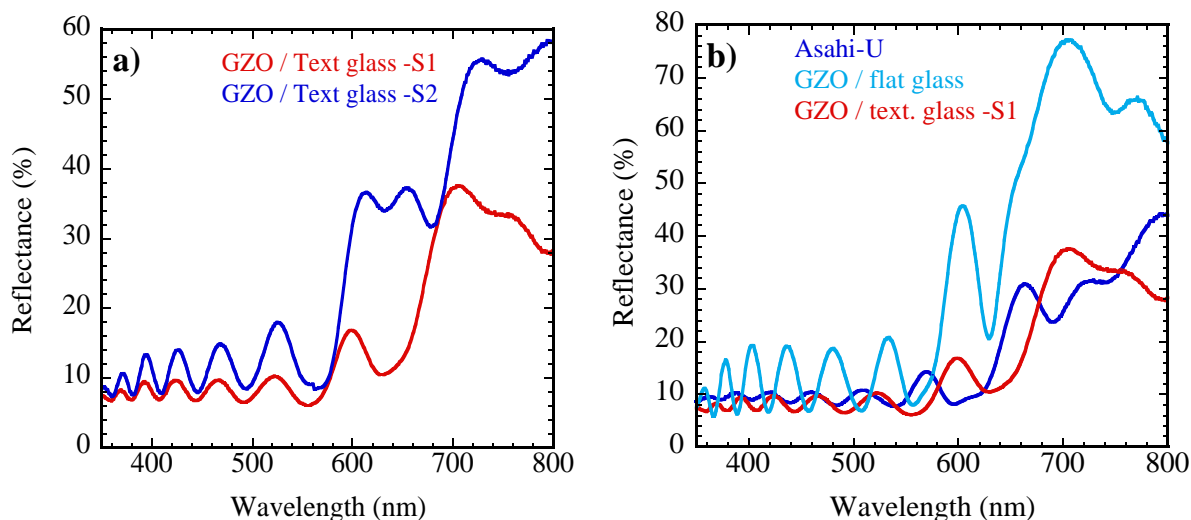 a)
GZO / Text glass -S1
GZO / Text glass -S2
60
50
40
30
20
10
0
Reflectance (%)
400 500 600 700 800
Wavelength (nm)
b)
Asahi-U
GZO / flat glass
GZO / text. glass -S1
80
70
60
50
40
30
20
10
0
Reflectance (%)
400 500 600 700 800
Wavelength (nm)